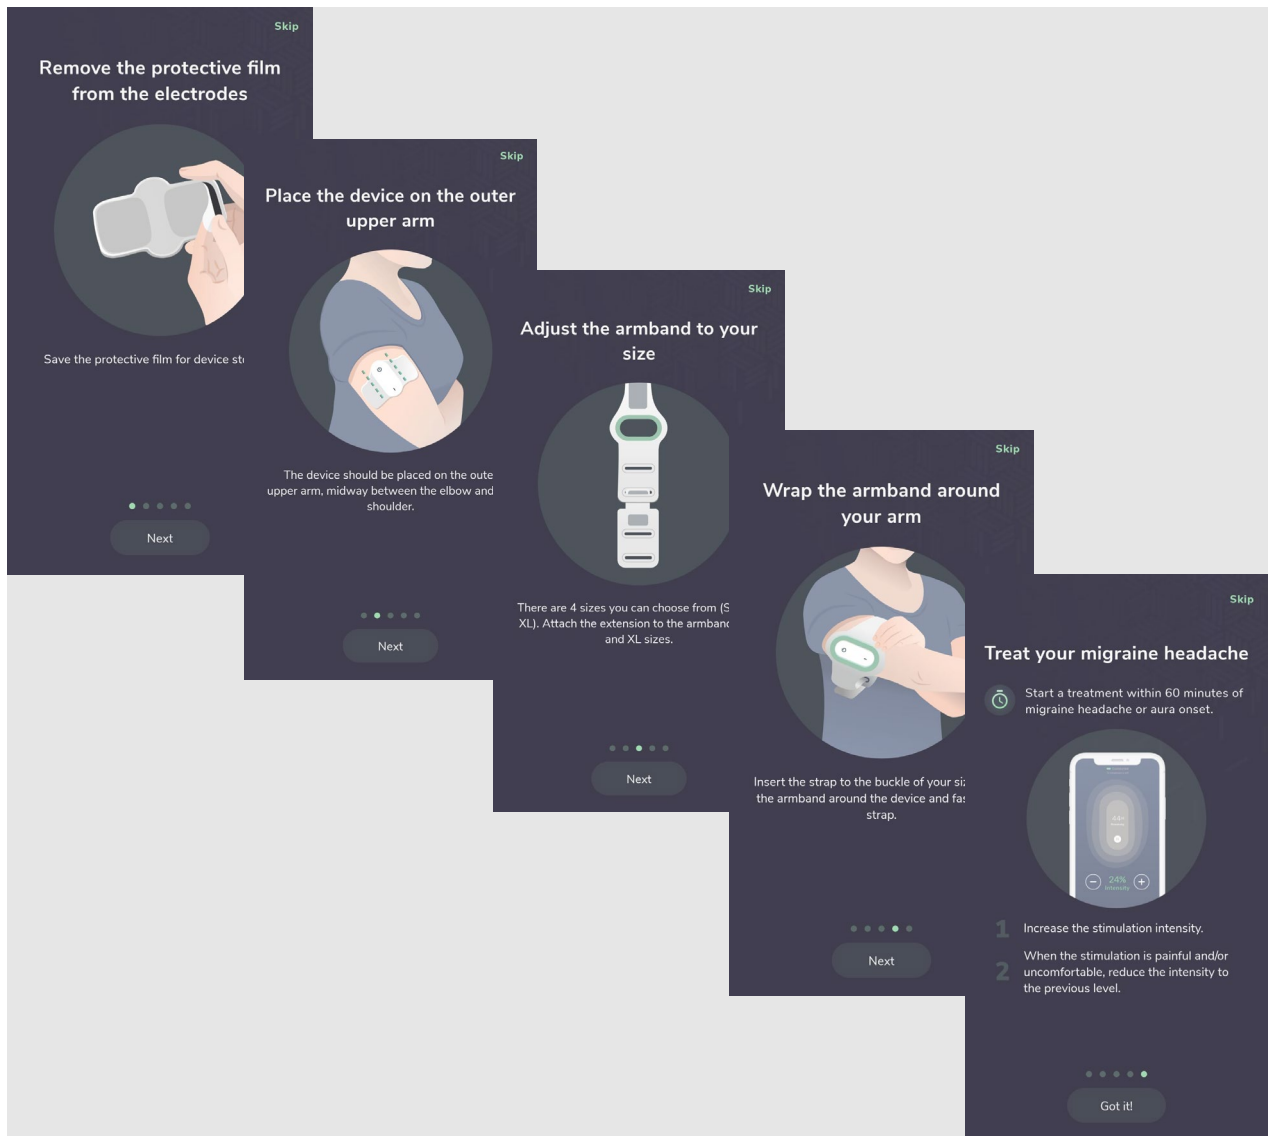 Skip
Remove the protective film
from the electrodes
Save the protective film for device
Next
Skip
Place the device on the outer
upper arm
The device should be placed on the
upper arm, midway between the elbow and
shoulder.
Next
Skip
Adjust the armband to your
size
There are 4 sizes you can choose from (S
XL). Attach the extension to the
and XL sizes.
Next
Skip
Wrap the armband around
your arm
Insert the strap to the buckle of your
the armband around the device and
strap.
Next
Skip
Treat your migraine headache
Start a treatment within 60 minutes of
migraine headache or aura onset.
24%
Intensity
1 Increase the stimulation intensity.
2 When the stimulation is painful and/or
uncomfortable, reduce the intensity to
the previous level.
Got it!